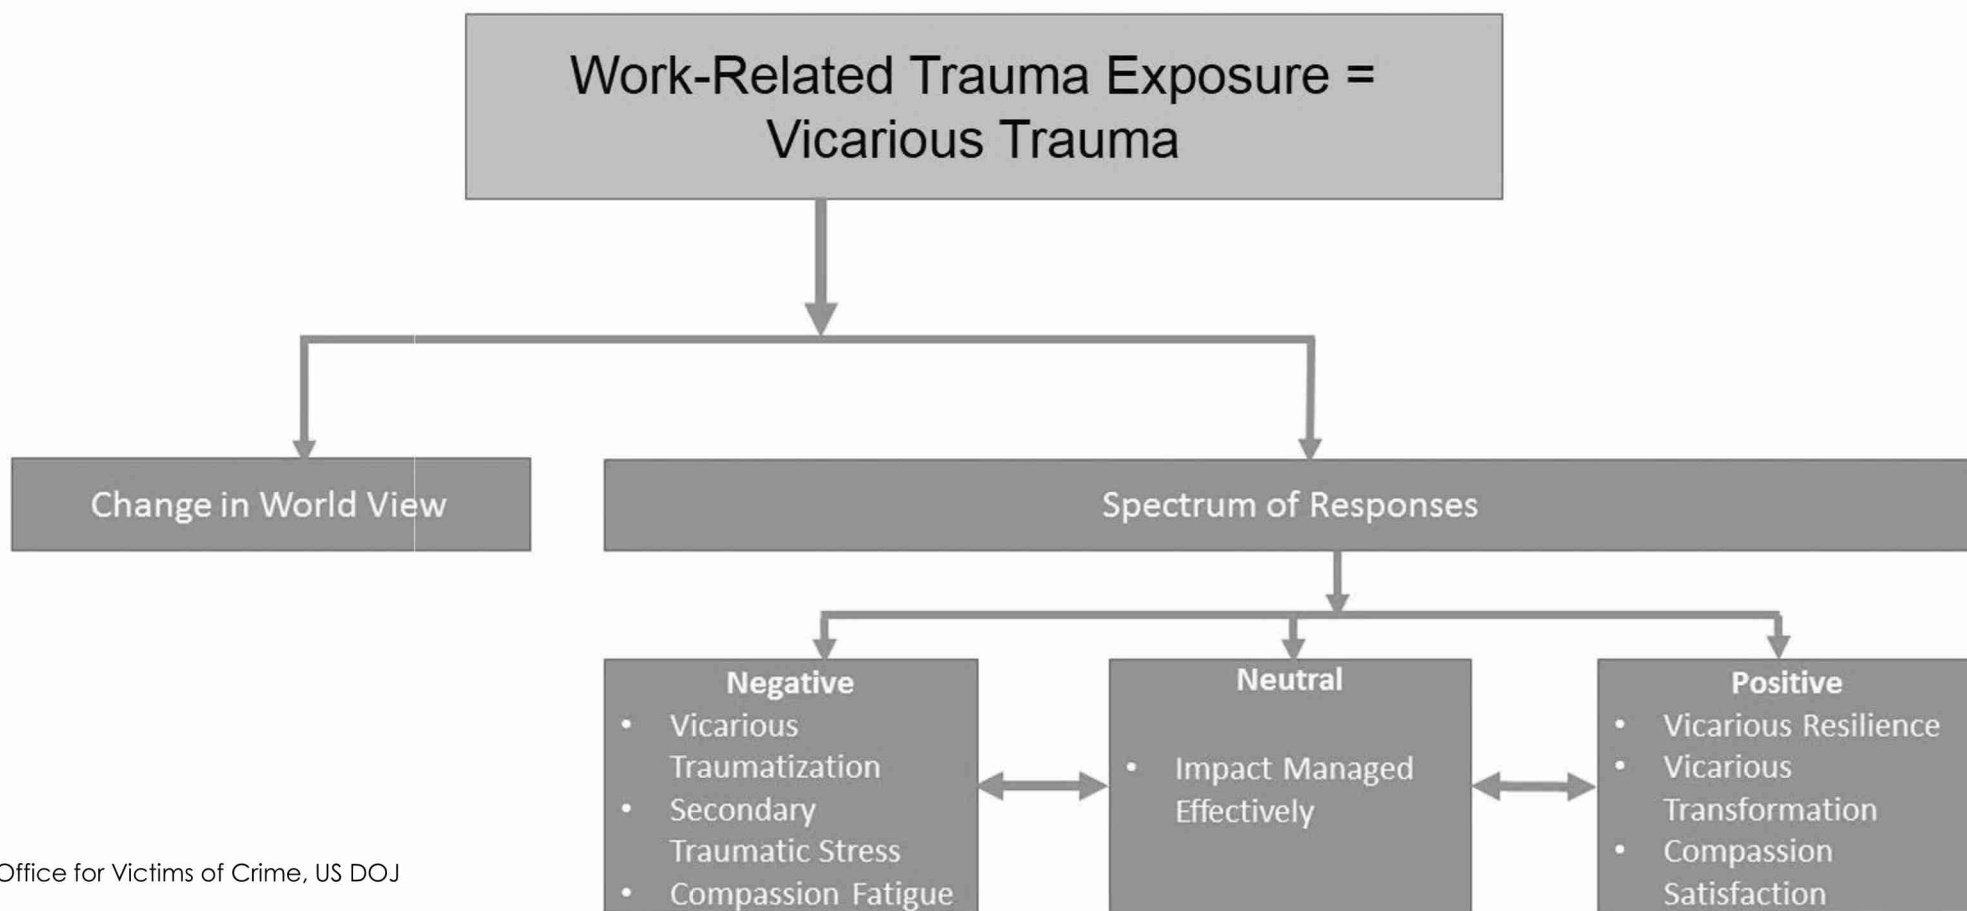 Work-Related Trauma Exposure =
Vicarious Trauma
Change in World View
Spectrum of Responses
Negative
• Vicarious
Traumatization
• Secondary
Traumatic Stress
• Compassion Fatigue
Neutral
• Impact Managed
Effectively
Positive
• Vicarious Resilience
• Vicarious
Transformation
• Compassion
Satisfaction
Office for Victims of Crime, US DOJ